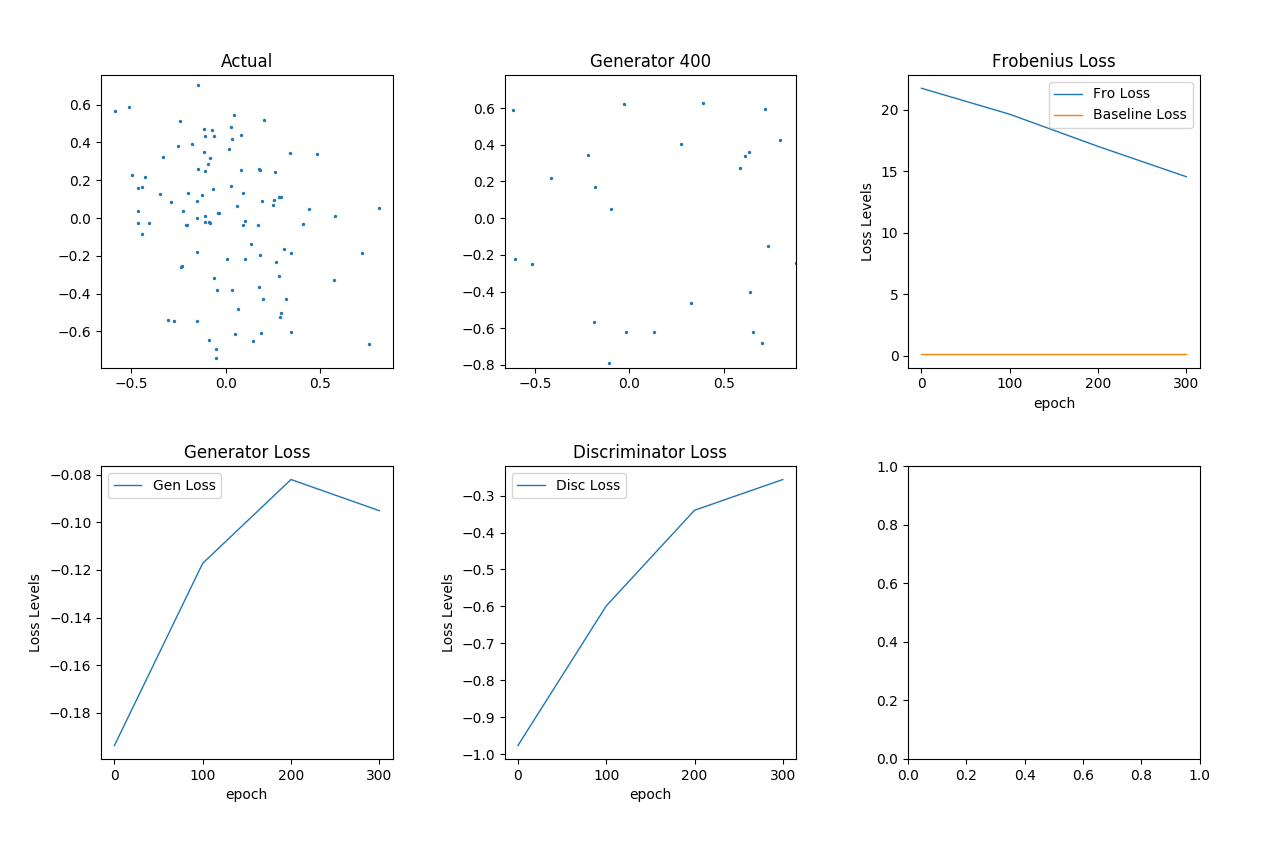 Actual
0.6
0.4
0.2
0.0
−0.2
−0.4
−0.6
−0.5 0.0 0.5
Generator 400
0.6
0.4
0.2
0.0
−0.2
−0.4
−0.6
−0.8
−0.5 0.0 0.5
Frobenius Loss
Fro Loss
Baseline Loss
Loss Levels
20
15
10
5
0
0 100 200 300
epoch
Generator Loss
Gen Loss
Loss Levels
−0.08
−0.10
−0.12
−0.14
−0.16
−0.18
0 100 200 300
epoch
Discriminator Loss
Disc Loss
Loss Levels
−0.3
−0.4
−0.5
−0.6
−0.7
−0.8
−0.9
−1.0
0 100 200 300
epoch
1.0
0.8
0.6
0.4
0.2
0.0
0.0 0.2 0.4 0.6 0.8 1.0